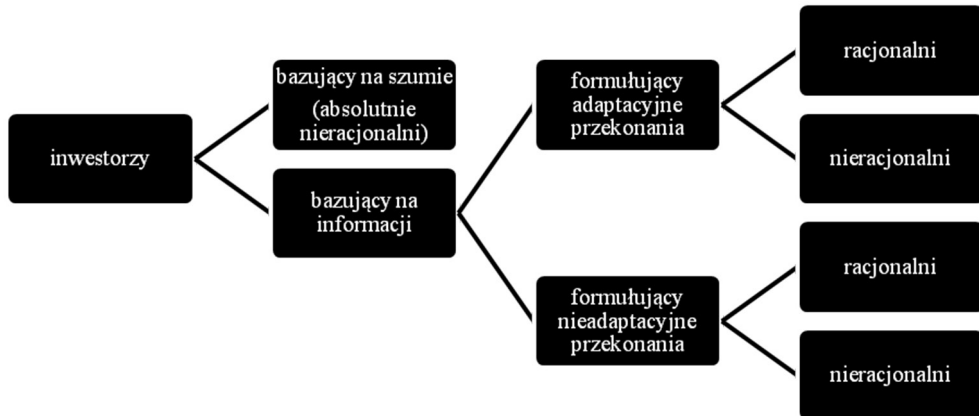 inwestorzy
bazujący na szumie
(absolutnie
nieracjonalni)
bazujący na
informacji
formułujący
adaptacyjne
przekonania
formułujący
nieadaptacyjne
przekonania
racjonalni
nieracjonalni
racjonalni
nieracjonalni